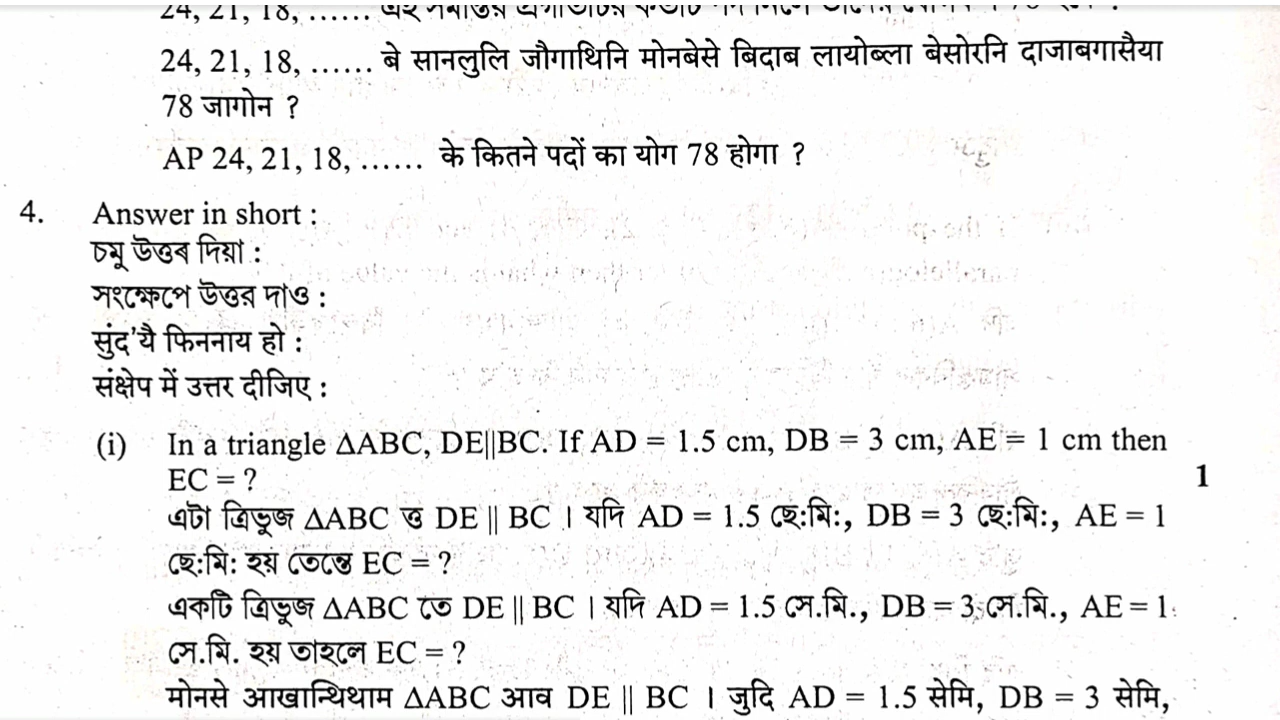 24, 21, 18, ......
24, 21, 18, ...... बे सानलुलि जौगाथिनि मोनबेसे बिदाब लायोब्ला बेसोरनि दाजाबगासैया
78 जागोन ?
AP 24, 21, 18, ...... के कितने पदों का योग 78 होगा ?
4. Answer in short :
চমু উত্তৰ দিয়া :
সংক্ষেপে উত্তর দাও :
सुंद'यै फिननाय हो :
संक्षेप में उत्तर दीजिए :
(i) In a triangle ΔABC, DE||BC. If AD = 1.5 cm, DB = 3 cm, AE = 1 cm then
EC = ? 1
এটা ত্ৰিভুজ ΔABC ত DE || BC । যদি AD = 1.5 ছে:মি:, DB = 3 ছে:মি:, AE = 1
ছে:মি: হয় তেন্তে EC = ?
একটি ত্রিভুজ ΔABC তে DE || BC । যদি AD = 1.5 সে.মি., DB = 3 সে.মি., AE = 1
সে.মি. হয় তাহলে EC = ?
मोनसे आखान्थिथाम ΔABC आव DE || BC । जुदि AD = 1.5 सेमि, DB = 3 सेमि,